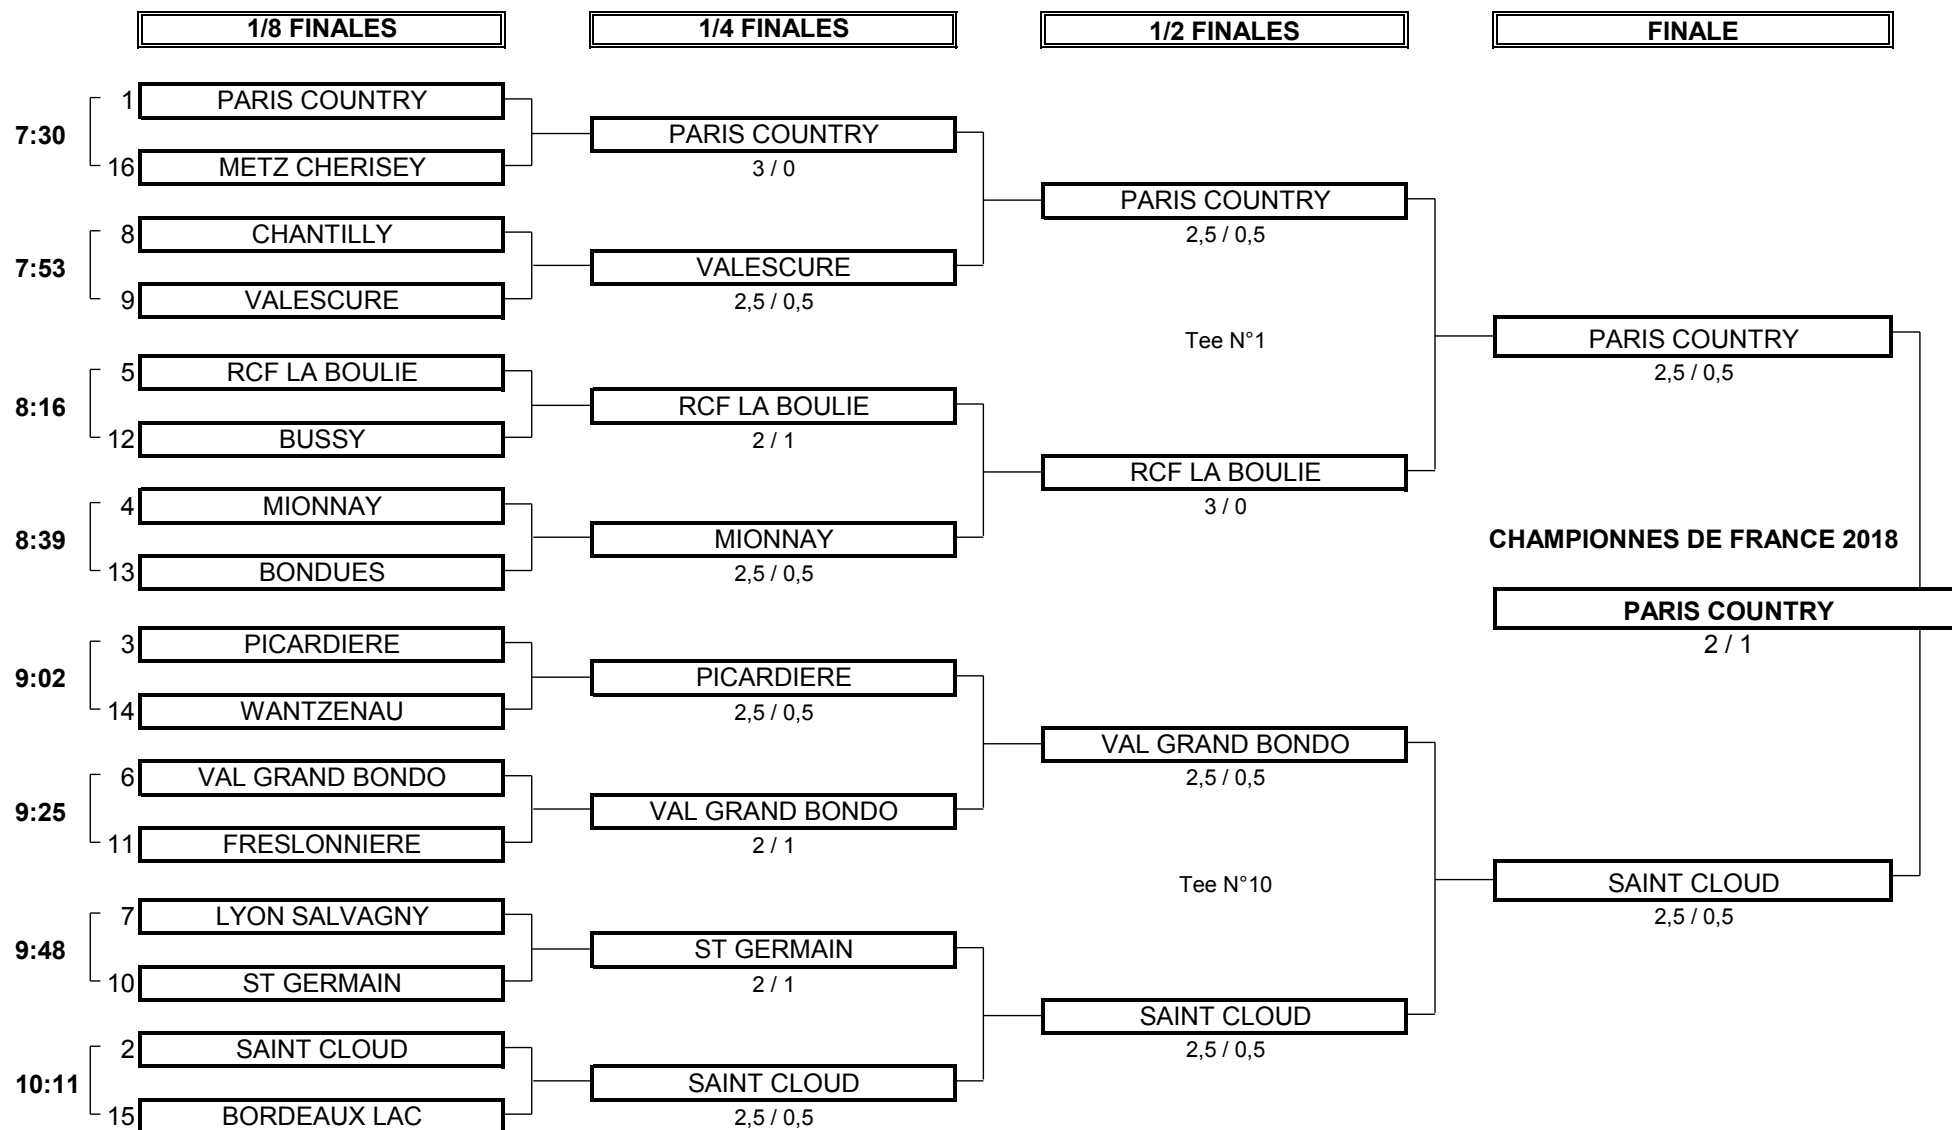 1/8 FINALES
1/4 FINALES
1/2 FINALES
FINALE
1 PARIS COUNTRY
7:30
16 METZ CHERISEY
8 CHANTILLY
7:53
9 VALESCURE
5 RCF LA BOULIE
8:16
12 BUSSY
4 MIONNAY
8:39
13 BONDUES
3 PICARDIERE
9:02
14 WANTZENAU
6 VAL GRAND BONDO
9:25
11 FRESLONNIERE
7 LYON SALVAGNY
9:48
10 ST GERMAIN
2 SAINT CLOUD
10:11
15 BORDEAUX LAC
PARIS COUNTRY
3 / 0
VALESCURE
2,5 / 0,5
RCF LA BOULIE
2 / 1
MIONNAY
2,5 / 0,5
PICARDIERE
2,5 / 0,5
VAL GRAND BONDO
2 / 1
ST GERMAIN
2 / 1
SAINT CLOUD
2,5 / 0,5
PARIS COUNTRY
2,5 / 0,5
Tee N°1
RCF LA BOULIE
3 / 0
VAL GRAND BONDO
2,5 / 0,5
Tee N°10
SAINT CLOUD
2,5 / 0,5
PARIS COUNTRY
2,5 / 0,5
CHAMPIONNES DE FRANCE 2018
PARIS COUNTRY
2 / 1
SAINT CLOUD
2,5 / 0,5